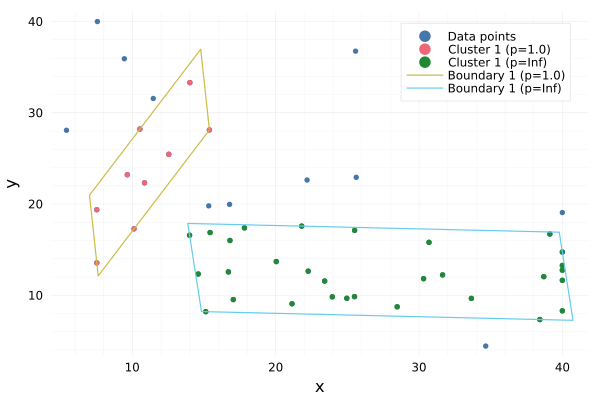 40
30
20
10
y
10
20
30
40
x
Data points
Cluster 1 (p=1.0)
Cluster 1 (p=Inf)
Boundary 1 (p=1.0)
Boundary 1 (p=Inf)